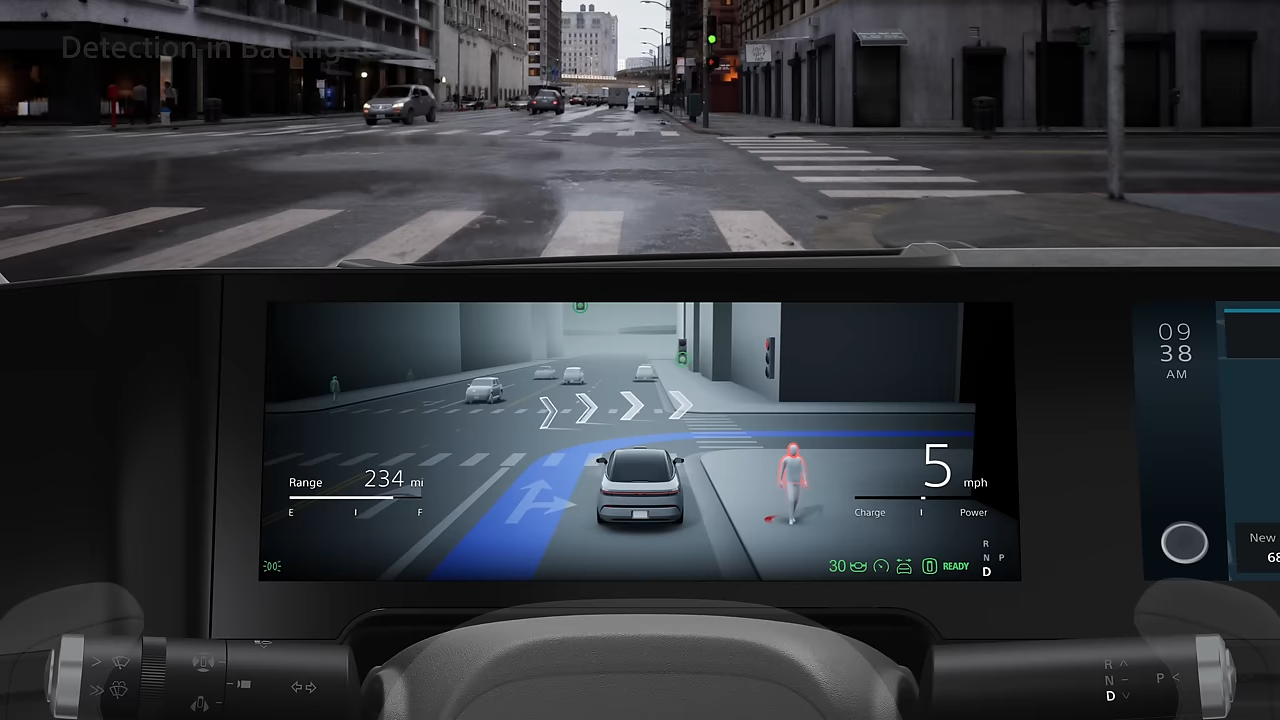 Detection in Backlight
09
38
AM
Range 234 mi
E I F
5 mph
Charge I Power
New
68
R
N P
D
30
READY
R
N
D
P